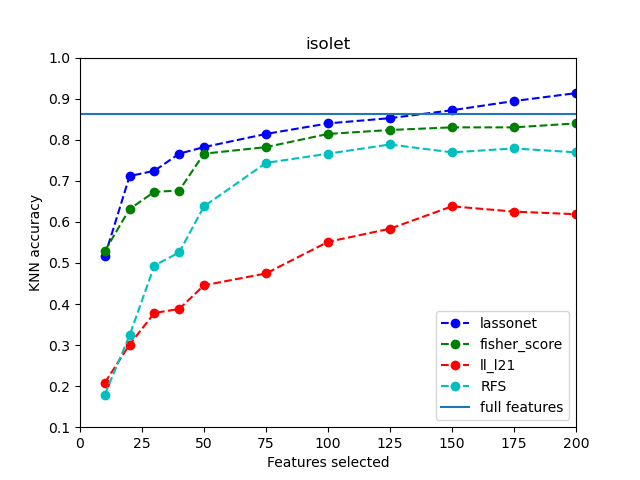 isolet
1.0
0.9
0.8
0.7
0.6
0.5
0.4
0.3
0.2
0.1
KNN accuracy
0 25 50 75 100 125 150 175 200
Features selected
lassonet
fisher_score
ll_l21
RFS
full features